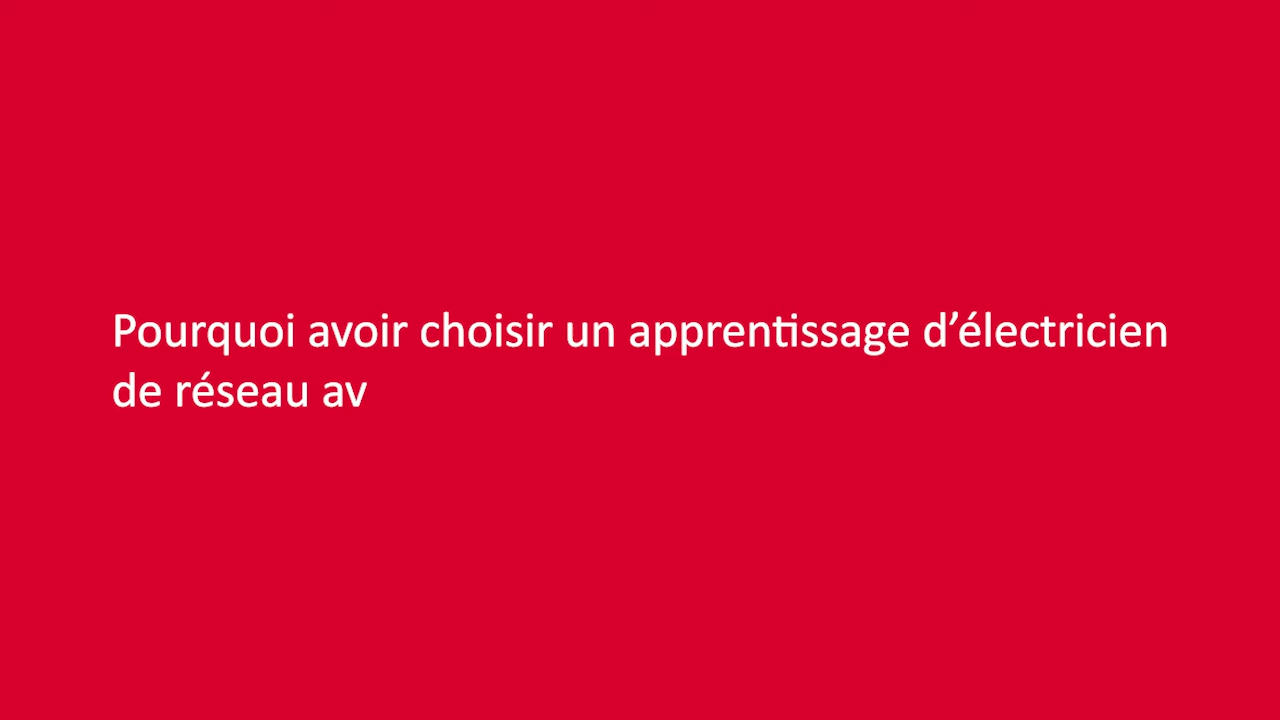 Pourquoi avoir choisir un apprentissage d’électricien
de réseau av